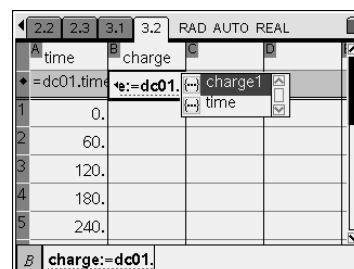 2.2 2.3 3.1 3.2 RAD AUTO REAL
A time B charge C D
=dc01.time e:=dc01. charge1
time
1 0.
2 60.
3 120.
4 180.
5 240.
B charge:=dc01.